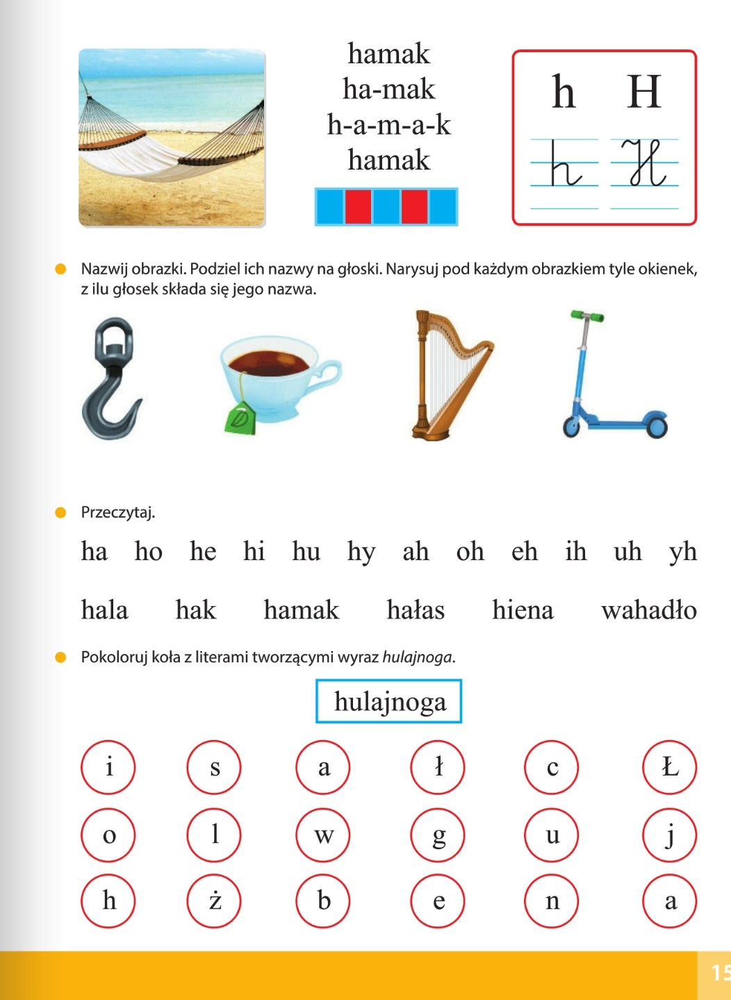 hamak
ha-mak
h-a-m-a-k
hamak
h H
h H
Nazwij obrazki. Podziel ich nazwy na głoski. Narysuj pod każdym obrazkiem tyle okienek,
z ilu głosek składa się jego nazwa.
Przeczytaj.
ha ho he hi hu hy ah oh eh ih uh yh
hala hak hamak hałas hiena wahadło
Pokoloruj koła z literami tworzącymi wyraz hulajnoga.
hulajnoga
i s a ł c Ł
o l w g u j
h ż b e n a
15